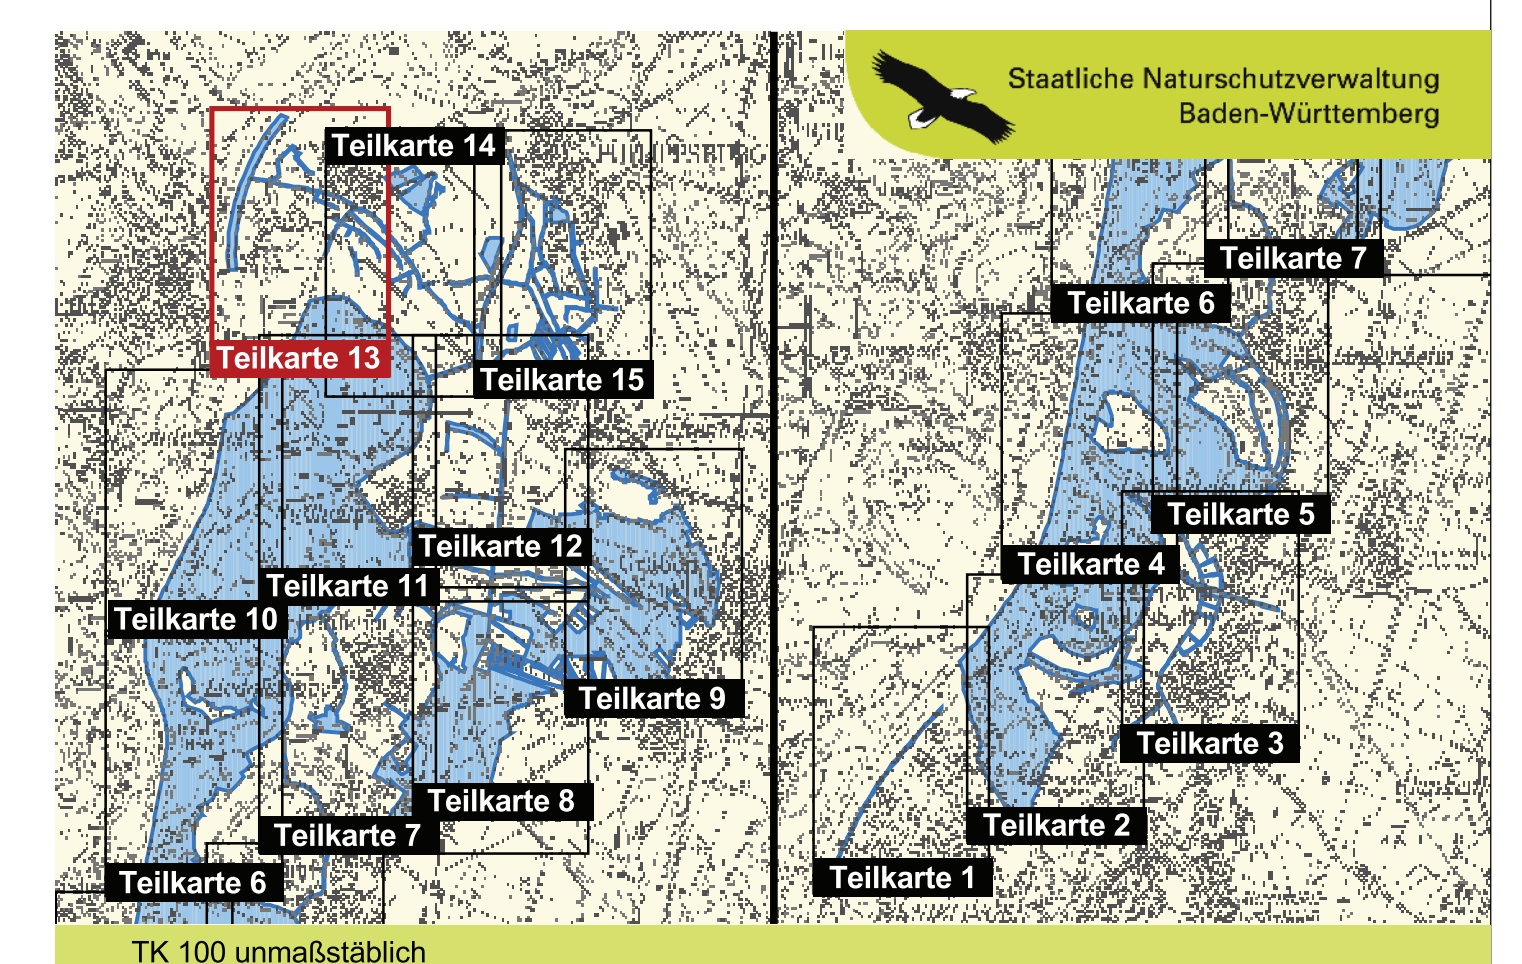 Staatliche Naturschutzverwaltung
Baden-Württemberg
Teilkarte 14
Teilkarte 13
Teilkarte 15
Teilkarte 12
Teilkarte 11
Teilkarte 10
Teilkarte 9
Teilkarte 8
Teilkarte 7
Teilkarte 6
Teilkarte 7
Teilkarte 6
Teilkarte 5
Teilkarte 4
Teilkarte 3
Teilkarte 2
Teilkarte 1
TK 100 unmaßstäblich